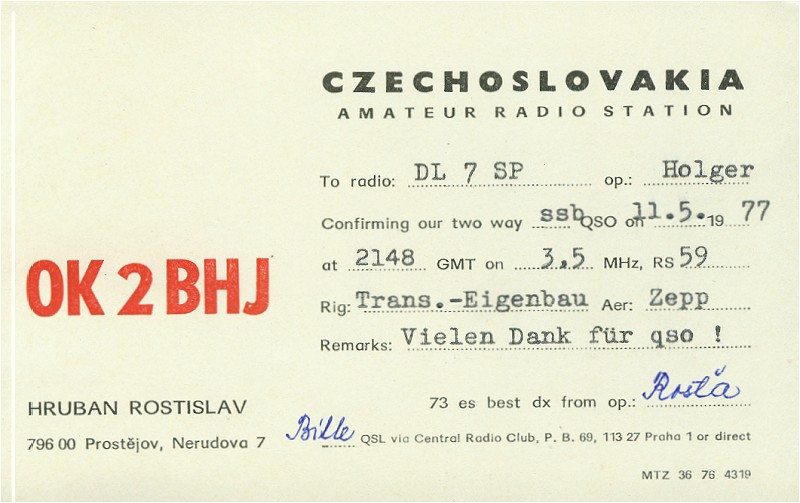 CZECHOSLOVAKIA
AMATEUR RADIO STATION
To radio: DL 7 SP op.: Holger
Confirming our two way ssb QSO on 11.5. 19 77
at 2148 GMT on 3,5 MHz, RS 59
OK 2 BHJ
Rig: Trans.-Eigenbau Aer: Zepp
Remarks: Vielen Dank für qso !
73 es best dx from op.: Rosťa
HRUBAN ROSTISLAV
796 00 Prostějov, Nerudova 7
Bitte QSL via Central Radio Club, P. B. 69, 113 27 Praha 1 or direct
MTZ 36 76 4319